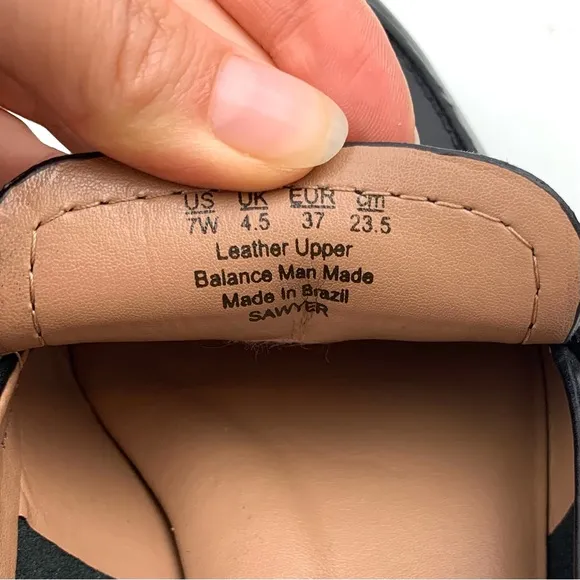 US UK EUR cm
7W 4.5 37 23.5
Leather Upper
Balance Man Made
Made In Brazil
SAWYER